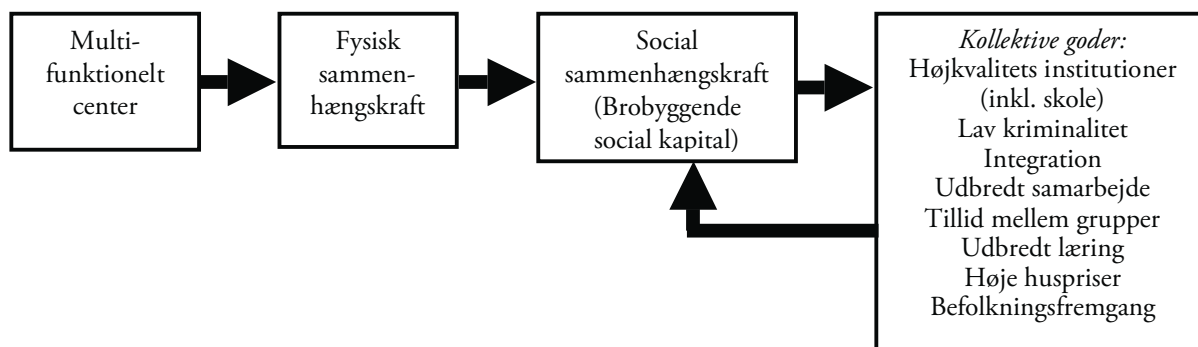 Multi-
funktionelt
center
Fysisk
sammen-
hængskraft
Social
sammenhængskraft
(Brobyggende
social kapital)
Kollektive goder:
Højkvalitets institutioner
(inkl. skole)
Lav kriminalitet
Integration
Udbredt samarbejde
Tillid mellem grupper
Udbredt læring
Høje huspriser
Befolkningsfremgang